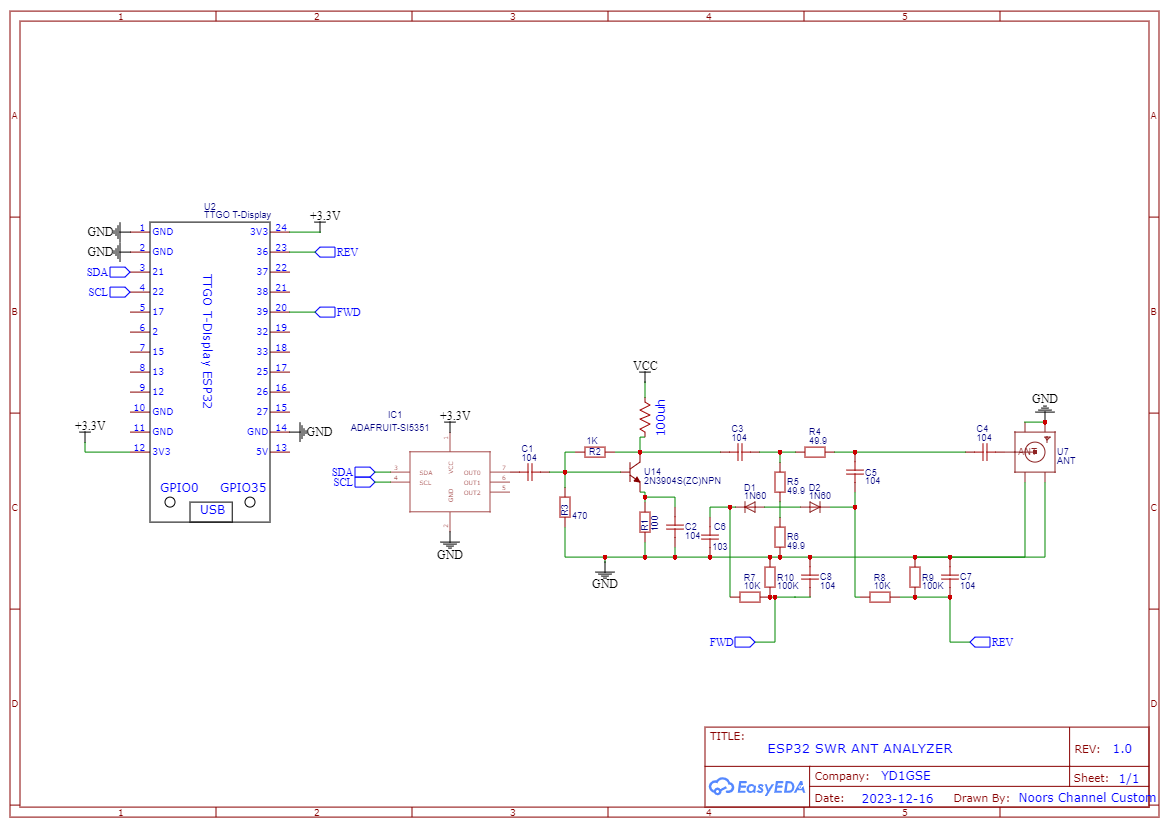 1 2 3 4 5
A A
B B
C C
D D
U2
TTGO T-Display
GND 1 GND
GND 2 GND
SDA 3 21
SCL 4 22
5 17
6 2
7 15
8 13
9 12
10 GND
11 GND
+3.3V 12 3V3
TTGO T-Display ESP32
+3.3V
3V3 24
36 23 REV
37 22
38 21
39 20 FWD
32 19
33 18
25 17
26 16
27 15
GND 14 GND
5V 13
GPIO0 GPIO35
USB
IC1
ADAFRUIT-SI5351
+3.3V
1
VCC
SDA 3 SDA
SCL 4 SCL
OUT0 7
OUT1 6
OUT2 5
GND
2
GND
C1
104
1K
R2
R3
470
VCC
100uh
U14
2N3904S(ZC)NPN
R1
100
C2
104
GND
C6
103
C3
104
R4
49.9
R5
49.9
D1
1N60
D2
1N60
R6
49.9
C5
104
C4
104
GND
ANT
U7
ANT
R7
10K
R10
100K
C8
104
FWD
R8
10K
R9
100K
C7
104
REV
TITLE:
ESP32 SWR ANT ANALYZER
REV: 1.0
EasyEDA
Company: YD1GSE
Sheet: 1/1
Date: 2023-12-16
Drawn By: Noors Channel Custom
1 2 3 4 5